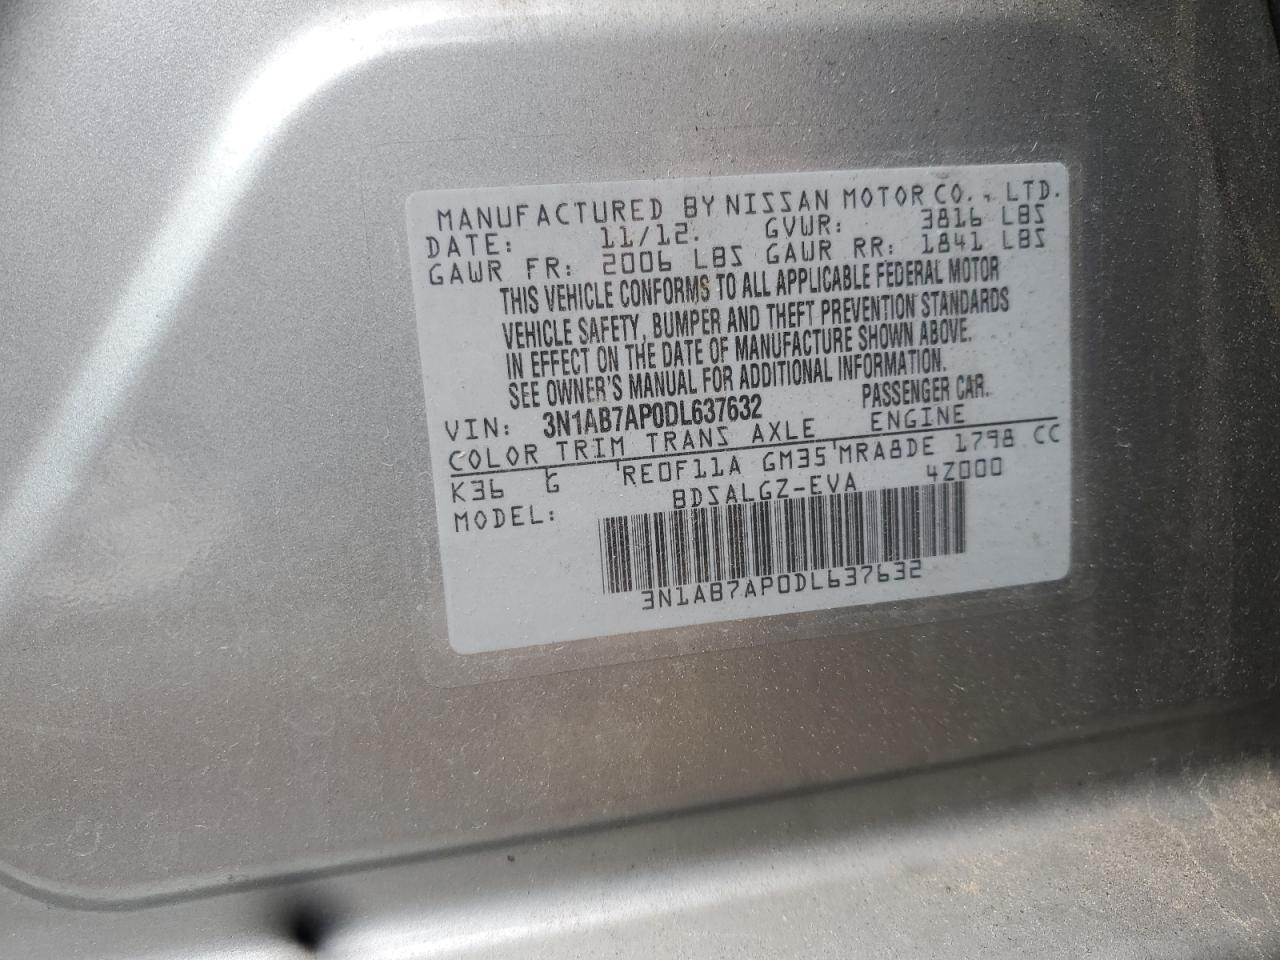 MANUFACTURED BY NISSAN MOTOR CO., LTD.
DATE: 11/12. GVWR: 3816 LBS
GAWR FR: 2006 LBS GAWR RR: 1841 LBS
THIS VEHICLE CONFORMS TO ALL APPLICABLE FEDERAL MOTOR
VEHICLE SAFETY, BUMPER AND THEFT PREVENTION STANDARDS
IN EFFECT ON THE DATE OF MANUFACTURE SHOWN ABOVE.
SEE OWNER'S MANUAL FOR ADDITIONAL INFORMATION.
VIN: 3N1AB7AP0DL637632 PASSENGER CAR.
COLOR TRIM TRANS AXLE ENGINE
K36 G RE0F11A GM35 MRA8DE 1798 CC
MODEL: BDSALGZ-EVA 4Z000
3N1AB7AP0DL637632